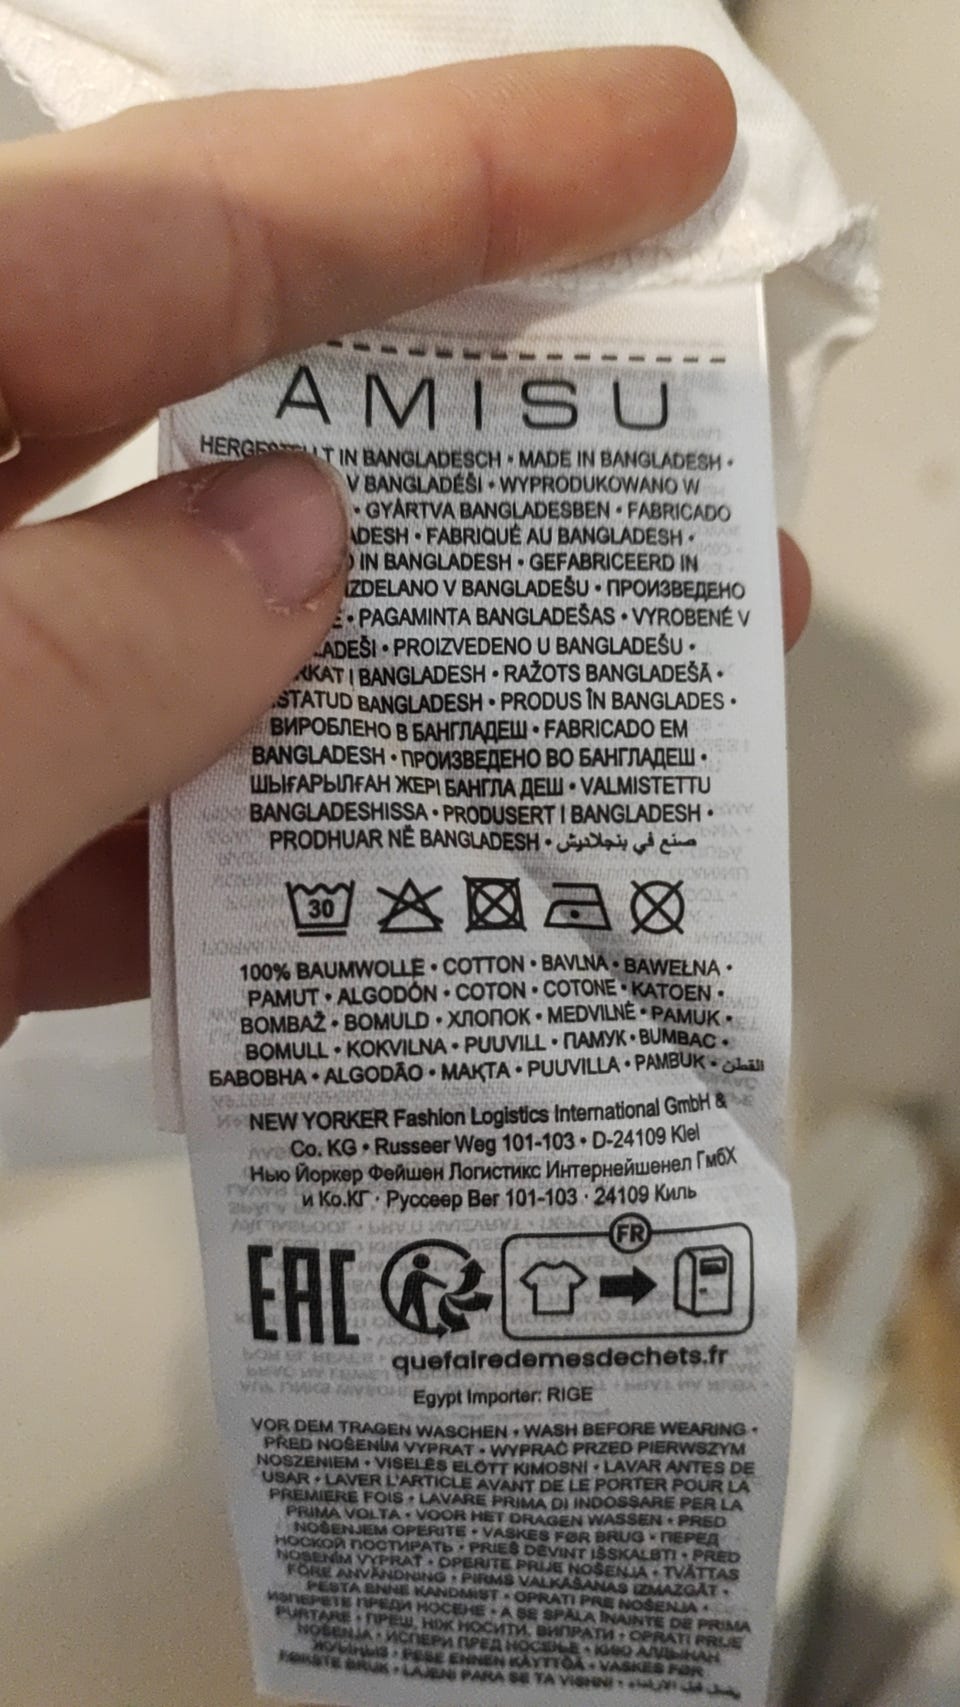 AMISU
IN BANGLADESCH • MADE IN BANGLADESH •
V BANGLADÉŠI • WYPRODUKOWANO W
• GYÁRTVA BANGLADESBEN • FABRICADO
• FABRIQUÉ AU BANGLADESH •
IN BANGLADESH • GEFABRICEERD IN
V BANGLADEŠU • ПРОИЗВЕДЕНО
• PAGAMINTA BANGLADEŠAS • VYROBENÉ V
• PROIZVEDENO U BANGLADEŠU •
I BANGLADESH • RAŽOTS BANGLADEŠĀ •
BANGLADESH • PRODUS ÎN BANGLADES •
ВИРОБЛЕНО В БАНГЛАДЕШ • FABRICADO EM
BANGLADESH • ПРОИЗВЕДЕНО ВО БАНГЛАДЕШ •
ШЫҒАРЫЛҒАН ЖЕРІ БАНГЛА ДЕШ • VALMISTETTU
BANGLADESHISSA • PRODUSERT I BANGLADESH •
PRODHUAR NË BANGLADESH • صنع في بنجلاديش
30
100% BAUMWOLLE • COTTON • BAVLNA • BAWEŁNA •
PAMUT • ALGODÓN • COTON • COTONE • KATOEN •
BOMBAŽ • BOMULD • ХЛОПОК • MEDVILNĖ • PAMUK •
BOMULL • KOKVILNA • PUUVILL • ПАМУК • BUMBAC •
БАВОВНА • ALGODÃO • МАҚТА • PUUVILLA • PAMBUK • القطن
NEW YORKER Fashion Logistics International GmbH &
Co. KG • Russeer Weg 101-103 • D-24109 Kiel
Нью Йоркер Фейшен Логистикс Интернейшенел ГмбХ
и Ко.КГ · Руссеер Вег 101-103 · 24109 Киль
FR
EAC
quefairedemesdechets.fr
Egypt Importer: RIGE
VOR DEM TRAGEN WASCHEN • WASH BEFORE WEARING •
PŘED NOŠENÍM VYPRAT • WYPRAĆ PRZED PIERWSZYM
NOSZENIEM • VISELÉS ELŐTT KIMOSNI • LAVAR ANTES DE
USAR • LAVER L'ARTICLE AVANT DE LE PORTER POUR LA
PREMIERE FOIS • LAVARE PRIMA DI INDOSSARE PER LA
PRIMA VOLTA • VOOR HET DRAGEN WASSEN • PRED
NOŠENJEM OPERITE • VASKES FØR BRUG • ПЕРЕД
НОСКОЙ ПОСТИРАТЬ • PRIEŠ DĖVINT IŠSKALBTI • PRED
NOSENÍM VYPRAŤ • OPERITE PRIJE NOŠENJA • TVÄTTAS
FÖRE ANVÄNDNING • PIRMS VALKĀŠANAS IZMAZGĀT •
PESTA ENNE KANDMIST • OPRATI PRE NOŠENJA •
ИЗПЕРЕТЕ ПРЕДИ НОСЕНЕ • A SE SPĂLA ÎNAINTE DE PRIMA
PURTARE • ПРЕШ, НІЖ НОСИТИ, ВИПРАТИ • OPRATI PRIJE
NOŠENJA • ИСПЕРИ ПРЕД НОСЕЊЕ • КИЮ АЛДЫНАН
ЖУЫҢЫЗ • PESE ENNEN KÄYTTÖÄ • VASKES FØR
FØRSTE BRUK • LAJENI PARA SE TA VISHNI •